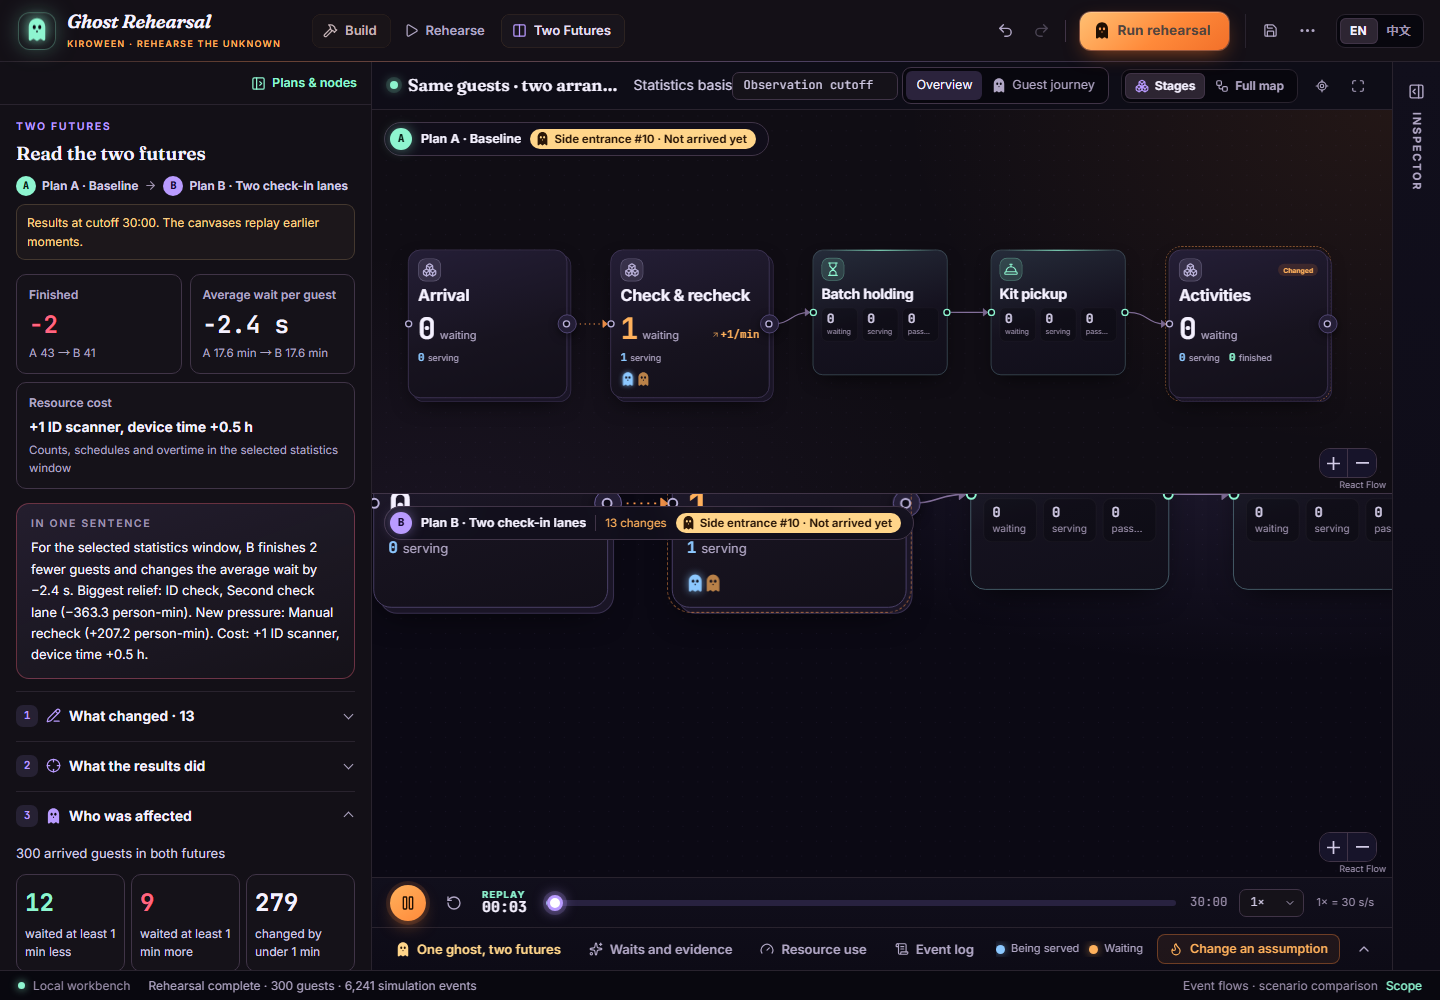 Ghost Rehearsal
KIROWEEN · REHEARSE THE UNKNOWN
Build
Rehearse
Two Futures
Run rehearsal
EN
中文
Plans & nodes
TWO FUTURES
Read the two futures
A Plan A · Baseline → B Plan B · Two check-in lanes
Results at cutoff 30:00. The canvases replay earlier
moments.
Finished
-2
A 43 → B 41
Average wait per guest
-2.4 s
A 17.6 min → B 17.6 min
Resource cost
+1 ID scanner, device time +0.5 h
Counts, schedules and overtime in the selected statistics
window
IN ONE SENTENCE
For the selected statistics window, B finishes 2
fewer guests and changes the average wait by
−2.4 s. Biggest relief: ID check, Second check
lane (−363.3 person-min). New pressure: Manual
recheck (+207.2 person-min). Cost: +1 ID scanner,
device time +0.5 h.
1 What changed · 13
2 What the results did
3 Who was affected
300 arrived guests in both futures
12
waited at least 1
min less
9
waited at least 1
min more
279
changed by
under 1 min
Same guests · two arran...
Statistics basis
Observation cutoff
Overview
Guest journey
Stages
Full map
INSPECTOR
A Plan A · Baseline
Side entrance #10 · Not arrived yet
Arrival
0 waiting
0 serving
Check & recheck
1 waiting
+1/min
1 serving
Batch holding
0 waiting
0 serving
0 pass...
Kit pickup
0 waiting
0 serving
0 pass...
Changed
Activities
0 waiting
0 serving 0 finished
React Flow
B Plan B · Two check-in lanes
13 changes
Side entrance #10 · Not arrived yet
0 serving
1 serving
0 waiting
0 serving
0 pass...
0 waiting
0 serving
0 pas
React Flow
REPLAY
00:03
30:00
1×
1× = 30 s/s
One ghost, two futures
Waits and evidence
Resource use
Event log
Being served
Waiting
Change an assumption
Local workbench
Rehearsal complete · 300 guests · 6,241 simulation events
Event flows · scenario comparison
Scope